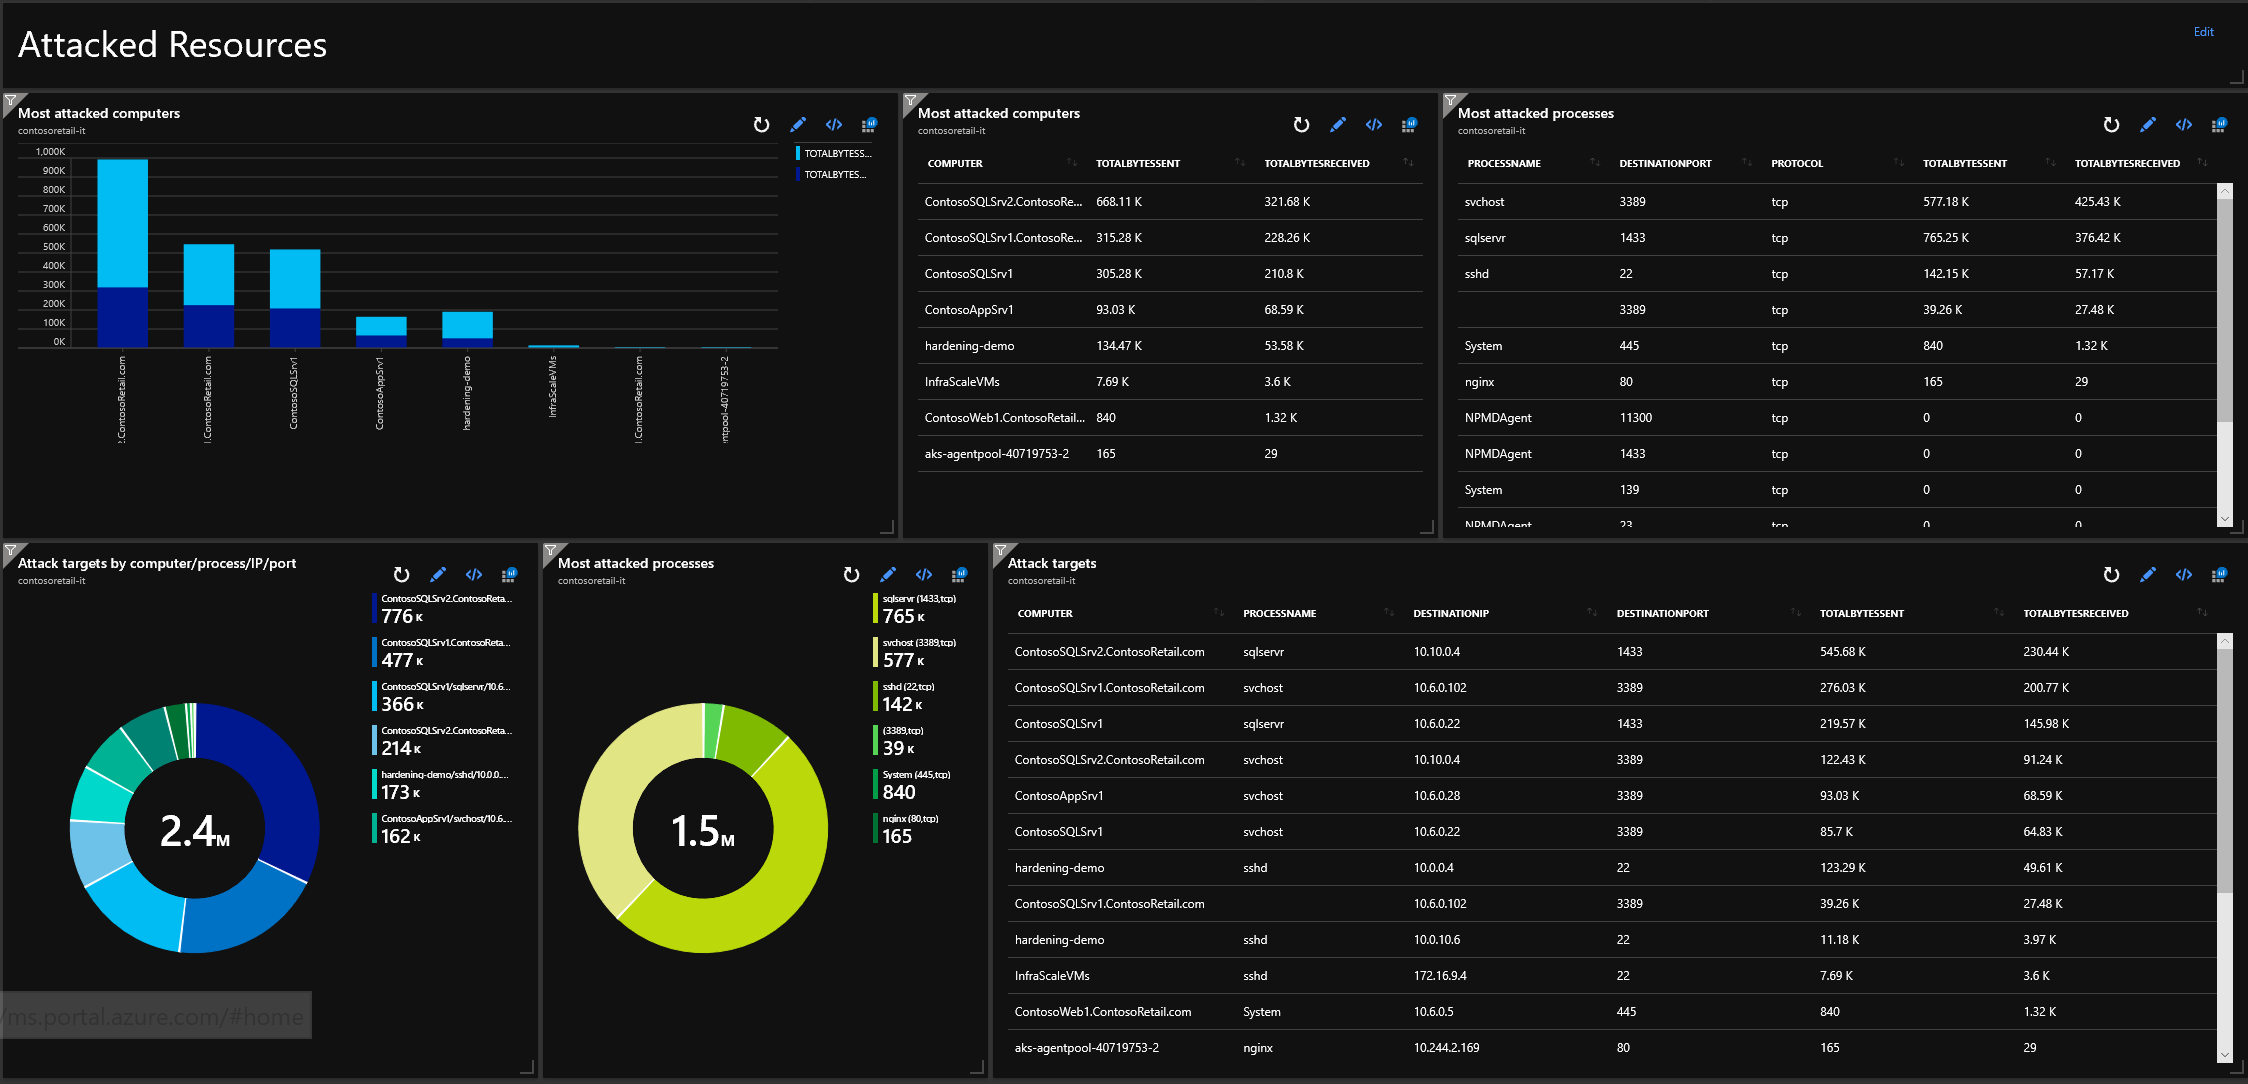 Attacked Resources
Edit
Most attacked computers
contosoretail-it
TOTALBYTESS...
TOTALBYTES...
1,000K
900K
800K
700K
600K
500K
400K
300K
200K
100K
0K
2.ContosoRetail.com
1.ContosoRetail.com
ContosoSQLSrv1
ContosoAppSrv1
hardening-demo
InfraScaleVMs
1.ContosoRetail.com
ntpool-40719753-2
Most attacked computers
contosoretail-it
COMPUTER TOTALBYTESSENT TOTALBYTESRECEIVED
ContosoSQLSrv2.ContosoRe... 668.11 K 321.68 K
ContosoSQLSrv1.ContosoRe... 315.28 K 228.26 K
ContosoSQLSrv1 305.28 K 210.8 K
ContosoAppSrv1 93.03 K 68.59 K
hardening-demo 134.47 K 53.58 K
InfraScaleVMs 7.69 K 3.6 K
ContosoWeb1.ContosoRetail... 840 1.32 K
aks-agentpool-40719753-2 165 29
Most attacked processes
contosoretail-it
PROCESSNAME DESTINATIONPORT PROTOCOL TOTALBYTESSENT TOTALBYTESRECEIVED
svchost 3389 tcp 577.18 K 425.43 K
sqlservr 1433 tcp 765.25 K 376.42 K
sshd 22 tcp 142.15 K 57.17 K
3389 tcp 39.26 K 27.48 K
System 445 tcp 840 1.32 K
nginx 80 tcp 165 29
NPMDAgent 11300 tcp 0 0
NPMDAgent 1433 tcp 0 0
System 139 tcp 0 0
NPMDAgent 23 tcp 0 0
Attack targets by computer/process/IP/port
contosoretail-it
ContosoSQLSrv2.ContosoReta...
776 K
ContosoSQLSrv1.ContosoReta...
477 K
ContosoSQLSrv1/sqlservr/10.6...
366 K
ContosoSQLSrv2.ContosoReta...
214 K
hardening-demo/sshd/10.0.0....
173 K
ContosoAppSrv1/svchost/10.6....
162 K
2.4M
/ms.portal.azure.com/#home
Most attacked processes
contosoretail-it
sqlservr (1433,tcp)
765 K
svchost (3389,tcp)
577 K
sshd (22,tcp)
142 K
(3389,tcp)
39 K
System (445,tcp)
840
nginx (80,tcp)
165
1.5M
Attack targets
contosoretail-it
COMPUTER PROCESSNAME DESTINATIONIP DESTINATIONPORT TOTALBYTESSENT TOTALBYTESRECEIVED
ContosoSQLSrv2.ContosoRetail.com sqlservr 10.10.0.4 1433 545.68 K 230.44 K
ContosoSQLSrv1.ContosoRetail.com svchost 10.6.0.102 3389 276.03 K 200.77 K
ContosoSQLSrv1 sqlservr 10.6.0.22 1433 219.57 K 145.98 K
ContosoSQLSrv2.ContosoRetail.com svchost 10.10.0.4 3389 122.43 K 91.24 K
ContosoAppSrv1 svchost 10.6.0.28 3389 93.03 K 68.59 K
ContosoSQLSrv1 svchost 10.6.0.22 3389 85.7 K 64.83 K
hardening-demo sshd 10.0.0.4 22 123.29 K 49.61 K
ContosoSQLSrv1.ContosoRetail.com 10.6.0.102 3389 39.26 K 27.48 K
hardening-demo sshd 10.0.10.6 22 11.18 K 3.97 K
InfraScaleVMs sshd 172.16.9.4 22 7.69 K 3.6 K
ContosoWeb1.ContosoRetail.com System 10.6.0.5 445 840 1.32 K
aks-agentpool-40719753-2 nginx 10.244.2.169 80 165 29